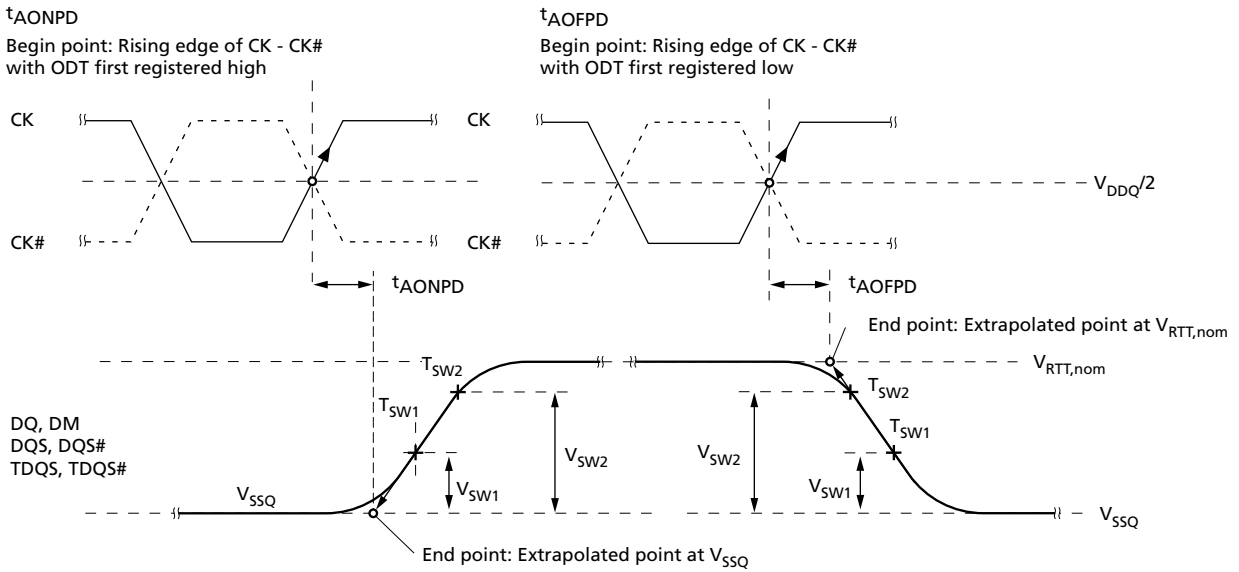 tAONPD
Begin point: Rising edge of CK - CK#
with ODT first registered high
tAOFPD
Begin point: Rising edge of CK - CK#
with ODT first registered low
CK
CK
VDDQ/2
CK#
CK#
tAONPD
tAOFPD
End point: Extrapolated point at VRTT,nom
TSW2
VRTT,nom
TSW2
TSW1
TSW1
DQ, DM
DQS, DQS#
TDQS, TDQS#
VSW2
VSW2
VSSQ
VSW1
VSW1
VSSQ
End point: Extrapolated point at VSSQ